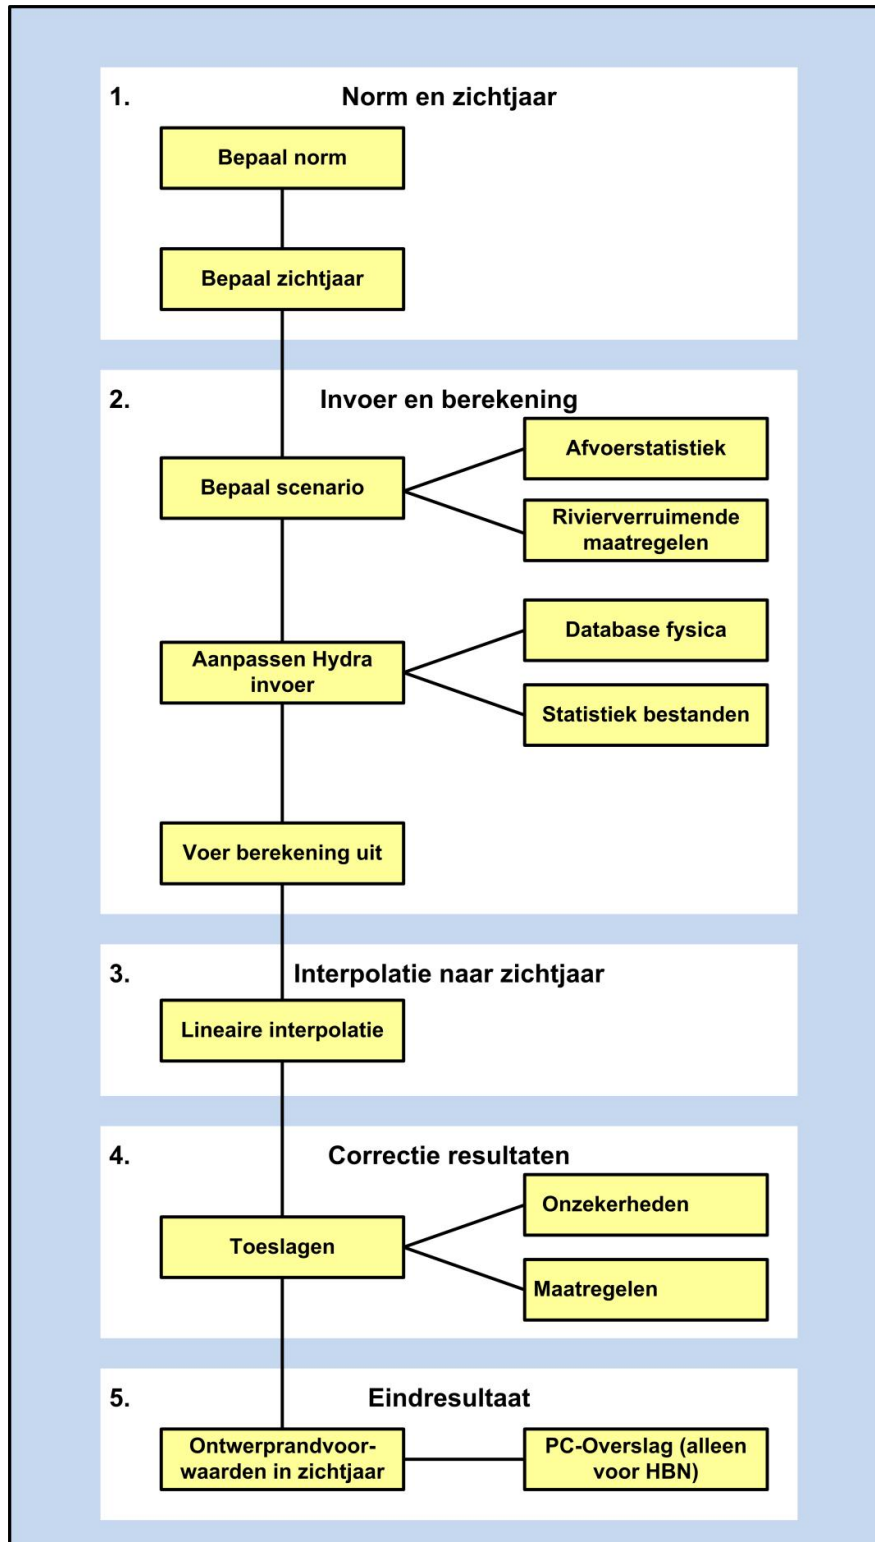 1.
Norm en zichtjaar
Bepaal norm
Bepaal zichtjaar
2.
Invoer en berekening
Afvoerstatistiek
Bepaal scenario
Rivierverruimende
maatregelen
Database fysica
Aanpassen Hydra
invoer
Statistiek bestanden
Voer berekening uit
3.
Interpolatie naar zichtjaar
Lineaire interpolatie
4.
Correctie resultaten
Onzekerheden
Toeslagen
Maatregelen
5.
Eindresultaat
Ontwerprandvoor-
waarden in zichtjaar
PC-Overslag (alleen
voor HBN)